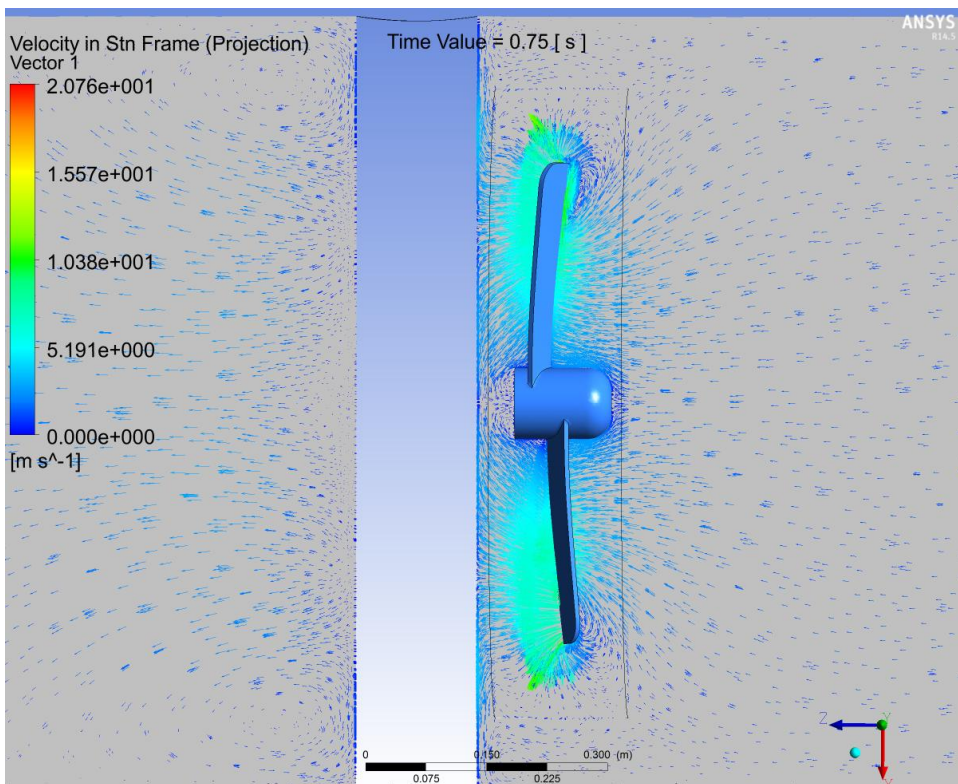 Velocity in Stn Frame (Projection)
Vector 1
Time Value = 0.75 [ s ]
ANSYS
R14.5
2.076e+001
1.557e+001
1.038e+001
5.191e+000
0.000e+000
[m s^-1]
Z
0 0.150 0.300 (m)
0.075 0.225